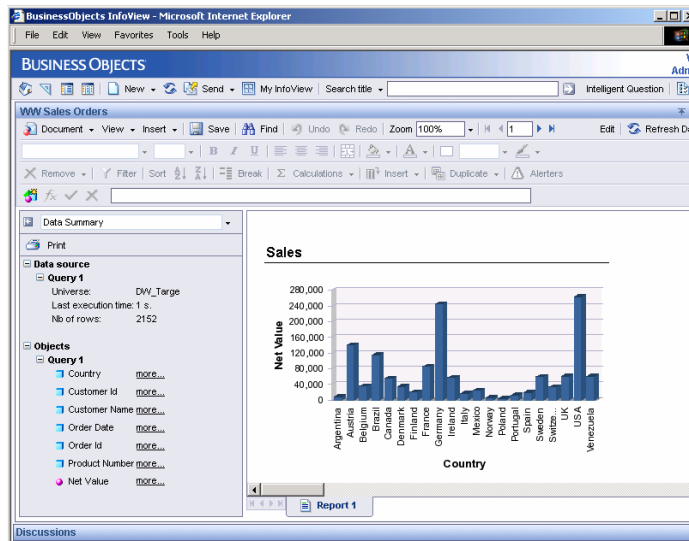 BusinessObjects InfoView - Microsoft Internet Explorer
File Edit View Favorites Tools Help
BUSINESS OBJECTS
Adm
New Send My InfoView Search title Intelligent Question
WW Sales Orders
Document View Insert Save Find Undo Redo Zoom 100% 1 Edit Refresh Da
B I U A
Remove Filter Sort Break Σ Calculations Insert Duplicate Alerters
fx
Data Summary
Print
Data source
Query 1
Universe: DW_Targe
Last execution time: 1 s.
Nb of rows: 2152
Objects
Query 1
Country more...
Customer Id more...
Customer Name more...
Order Date more...
Order Id more...
Product Number more...
Net Value more...
Sales
Net Value
280,000
240,000
200,000
160,000
120,000
80,000
40,000
0
Argentina
Austria
Belgium
Brazil
Canada
Denmark
Finland
France
Germany
Ireland
Italy
Mexico
Norway
Poland
Portugal
Spain
Sweden
Switze...
UK
USA
Venezuela
Country
Report 1
Discussions